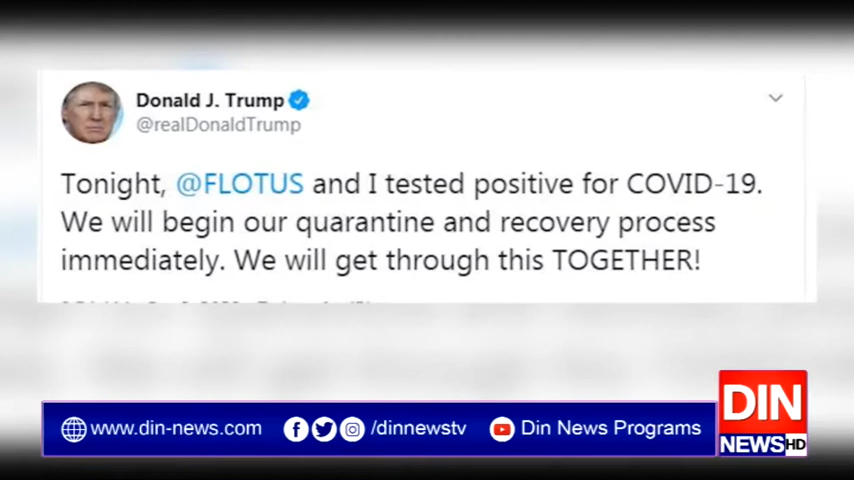 Donald J. Trump
@realDonaldTrump
Tonight, @FLOTUS and I tested positive for COVID-19.
We will begin our quarantine and recovery process
immediately. We will get through this TOGETHER!
www.din-news.com /dinnewstv Din News Programs
DIN
NEWS HD